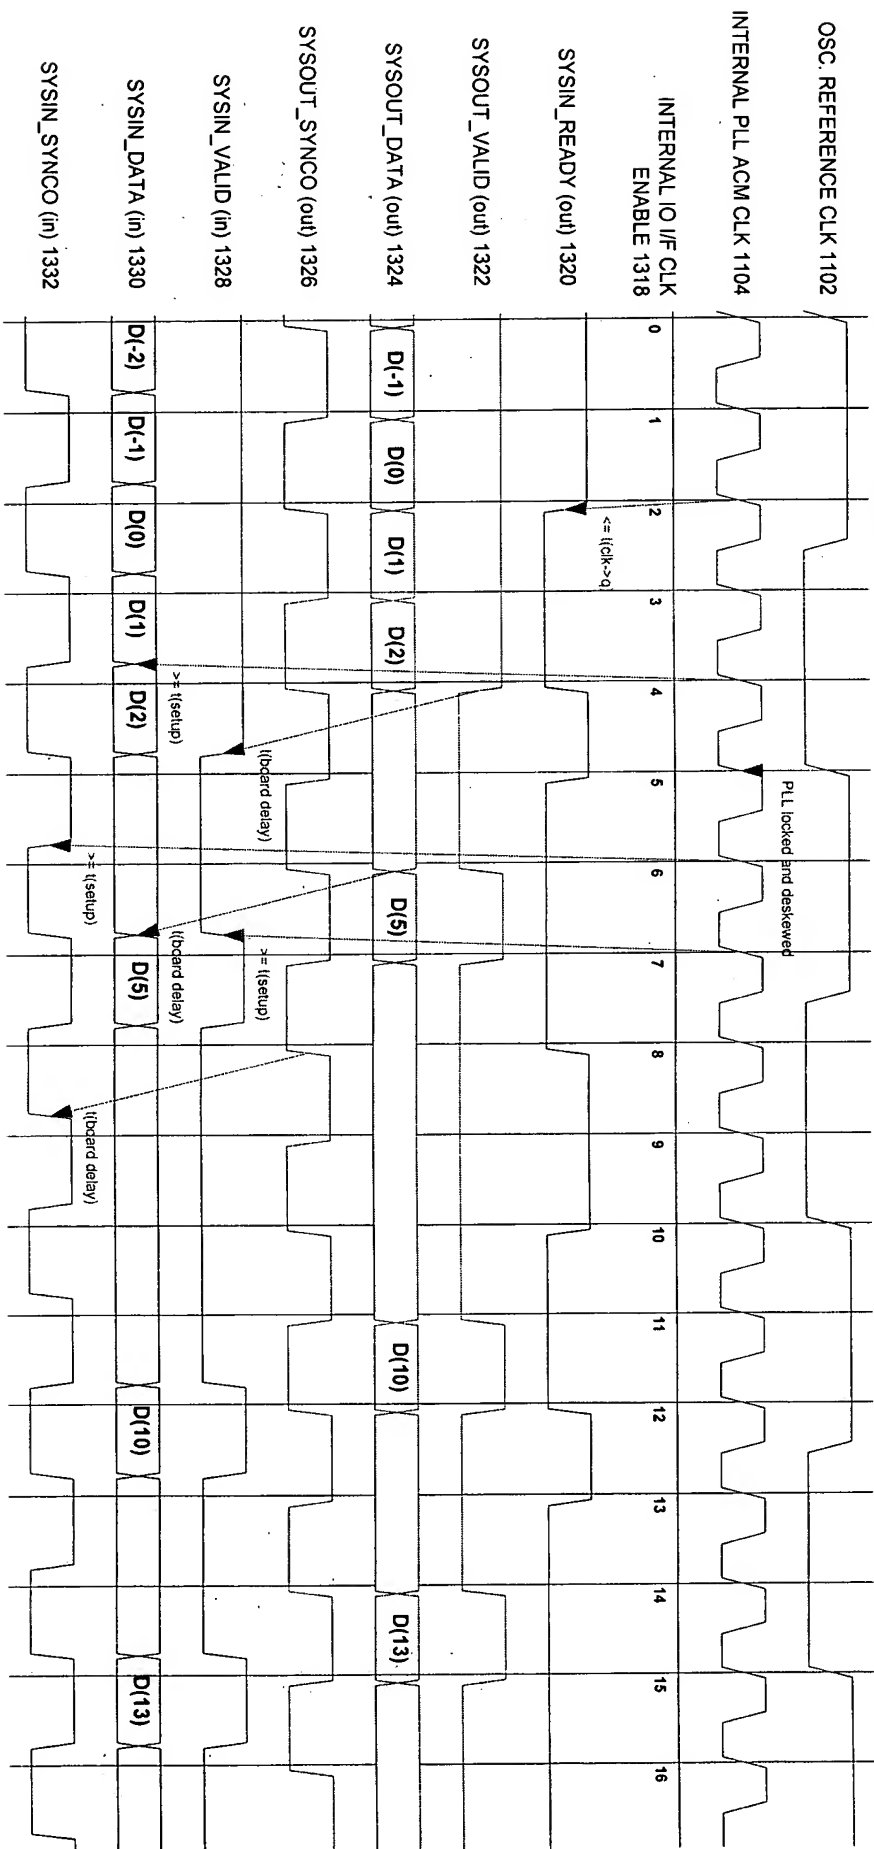 OSC. REFERENCE CLK 1102
INTERNAL PLL ACM CLK 1104
INTERNAL IO I/F CLK
ENABLE 1318
SYSIN_READY (out) 1320
SYSOUT_VALID (out) 1322
SYSOUT_DATA (out) 1324
SYSOUT_SYNCO (out) 1326
SYSIN_VALID (in) 1328
SYSIN_DATA (in) 1330
SYSIN_SYNCO (in) 1332
PLL locked and deskewed
0 1 2 3 4 5 6 7 8 9 10 11 12 13 14 15 16
<= t(clk->q)
D(-1) D(0) D(1) D(2) D(5) D(10) D(13)
t(board delay)
>= t(setup)
>= t(setup)
t(board delay)
D(-2) D(-1) D(0) D(1) D(2) D(5) D(10) D(13)
>= t(setup)
t(board delay)